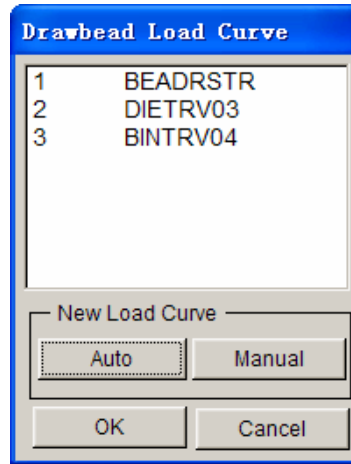 Drawbead Load Curve
1 BEADRSTR
2 DIETRV03
3 BINTRV04
New Load Curve
Auto Manual
OK Cancel